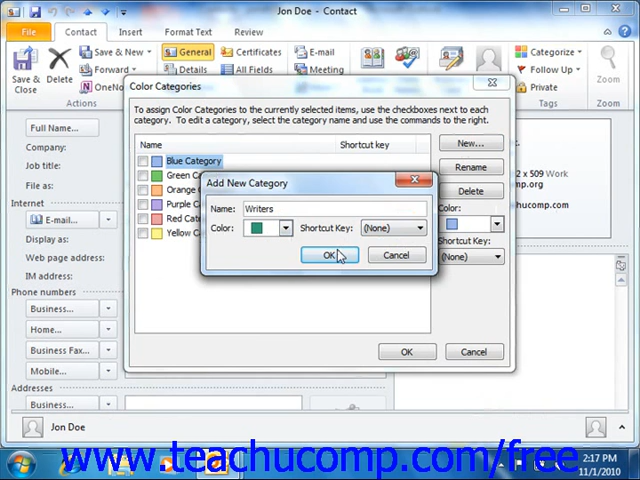 Jon Doe - Contact
File Contact Insert Format Text Review
Save & Close
Delete
Save & New
Forward
Actions
General
Details
Certificates
All Fields
E-mail
Meeting
Categorize
Follow Up
Private
Tags
Zoom
Zoom
Full Name...
Company:
Job title:
File as:
Internet
E-mail...
Display as:
Web page address:
IM address:
Phone numbers
Business...
Home...
Business Fax...
Mobile...
Addresses
Business...
Color Categories
To assign Color Categories to the currently selected items, use the checkboxes next to each
category. To edit a category, select the category name and use the commands to the right.
Name Shortcut key
Blue Category
Green
Orange
Purple
Red Cate
Yellow
New...
Rename
Delete
Color:
Shortcut Key:
(None)
OK Cancel
Add New Category
Name: Writers
Color: Shortcut Key: (None)
OK Cancel
2 x 509 Work
mp.org
hucomp.com
Jon Doe
www.teachucomp.com/free
2:17 PM
11/1/2010